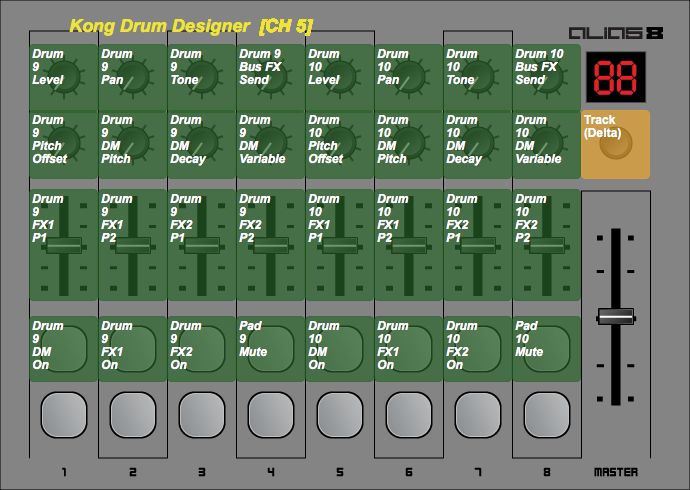 Kong Drum Designer [CH 5]
ALIAS 8
88
Drum 9 Level
Drum 9 Pan
Drum 9 Tone
Drum 9 Bus FX Send
Drum 10 Level
Drum 10 Pan
Drum 10 Tone
Drum 10 Bus FX Send
Drum 9 Pitch Offset
Drum 9 DM Pitch
Drum 9 DM Decay
Drum 9 DM Variable
Drum 10 Pitch Offset
Drum 10 DM Pitch
Drum 10 DM Decay
Drum 10 DM Variable
Track (Delta)
Drum 9 FX1 P1
Drum 9 FX1 P2
Drum 9 FX2 P1
Drum 9 FX2 P2
Drum 10 FX1 P1
Drum 10 FX1 P2
Drum 10 FX2 P1
Drum 10 FX2 P2
Drum 9 DM On
Drum 9 FX1 On
Drum 9 FX2 On
Pad 9 Mute
Drum 10 DM On
Drum 10 FX1 On
Drum 10 FX2 On
Pad 10 Mute
1 2 3 4 5 6 7 8 MASTER